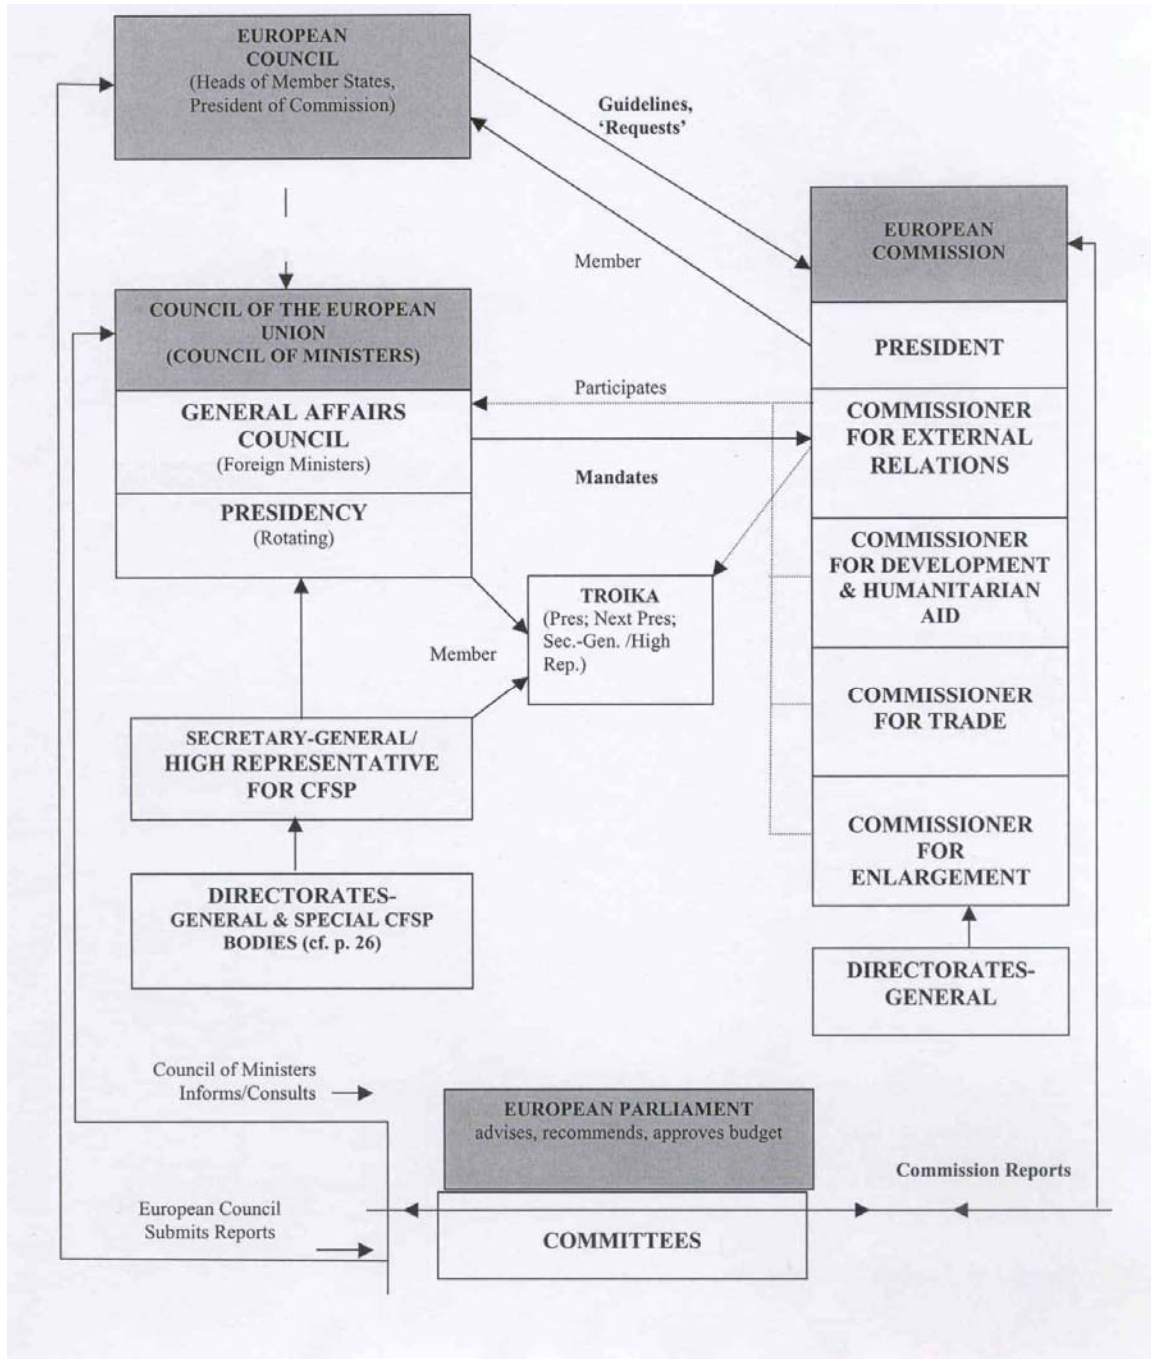 EUROPEAN
COUNCIL
(Heads of Member States,
President of Commission)
Guidelines,
‘Requests’
EUROPEAN
COMMISSION
Member
COUNCIL OF THE EUROPEAN
UNION
(COUNCIL OF MINISTERS)
PRESIDENT
Participates
GENERAL AFFAIRS
COUNCIL
(Foreign Ministers)
COMMISSIONER
FOR EXTERNAL
RELATIONS
Mandates
PRESIDENCY
(Rotating)
COMMISSIONER
FOR DEVELOPMENT
& HUMANITARIAN
AID
TROIKA
(Pres; Next Pres;
Sec.-Gen. /High
Rep.)
Member
COMMISSIONER
FOR TRADE
SECRETARY-GENERAL/
HIGH REPRESENTATIVE
FOR CFSP
COMMISSIONER
FOR
ENLARGEMENT
DIRECTORATES-
GENERAL & SPECIAL CFSP
BODIES (cf. p. 26)
DIRECTORATES-
GENERAL
Council of Ministers
Informs/Consults
EUROPEAN PARLIAMENT
advises, recommends, approves budget
Commission Reports
European Council
Submits Reports
COMMITTEES